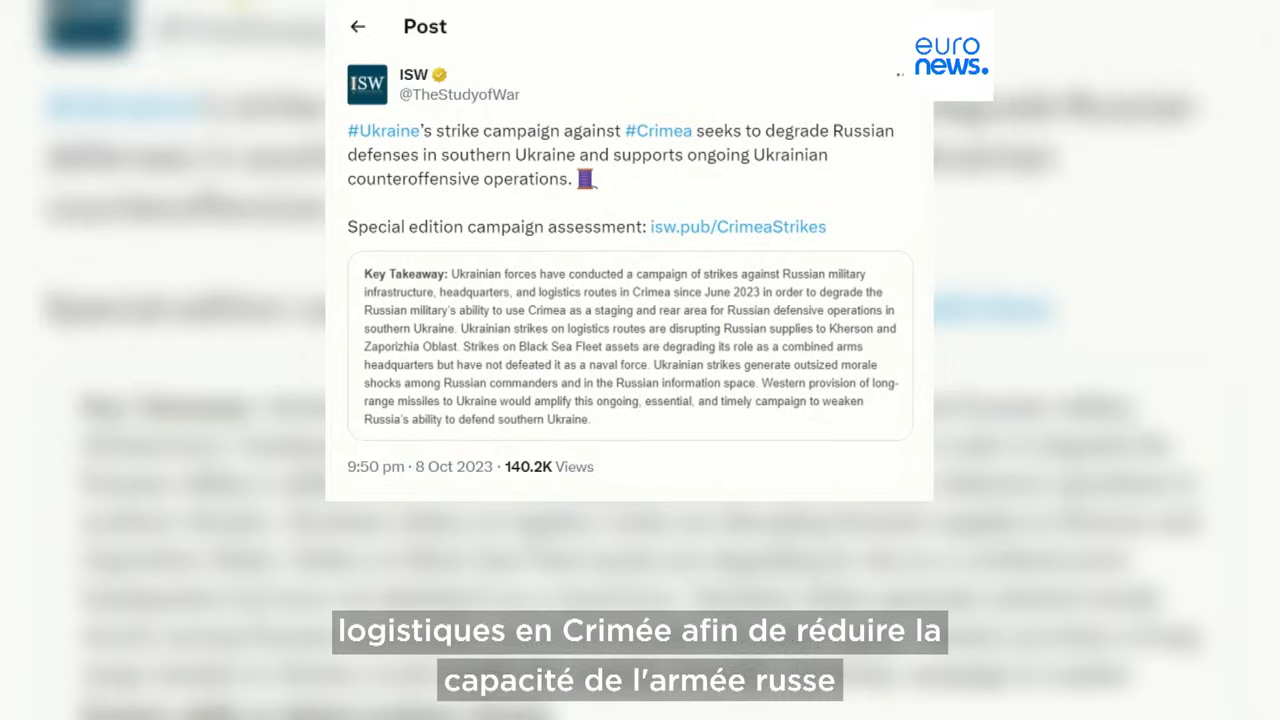 Post
euro
news.
ISW
ISW
@TheStudyofWar
#Ukraine's strike campaign against #Crimea seeks to degrade Russian
defenses in southern Ukraine and supports ongoing Ukrainian
counteroffensive operations.
Special edition campaign assessment: isw.pub/CrimeaStrikes
Key Takeaway: Ukrainian forces have conducted a campaign of strikes against Russian military
infrastructure, headquarters, and logistics routes in Crimea since June 2023 in order to degrade the
Russian military's ability to use Crimea as a staging and rear area for Russian defensive operations in
southern Ukraine. Ukrainian strikes on logistics routes are disrupting Russian supplies to Kherson and
Zaporizhia Oblast. Strikes on Black Sea Fleet assets are degrading its role as a combined arms
headquarters but have not defeated it as a naval force. Ukrainian strikes generate outsized morale
shocks among Russian commanders and in the Russian information space. Western provision of long-
range missiles to Ukraine would amplify this ongoing, essential, and timely campaign to weaken
Russia's ability to defend southern Ukraine.
9:50 pm · 8 Oct 2023 · 140.2K Views
logistiques en Crimée afin de réduire la
capacité de l'armée russe